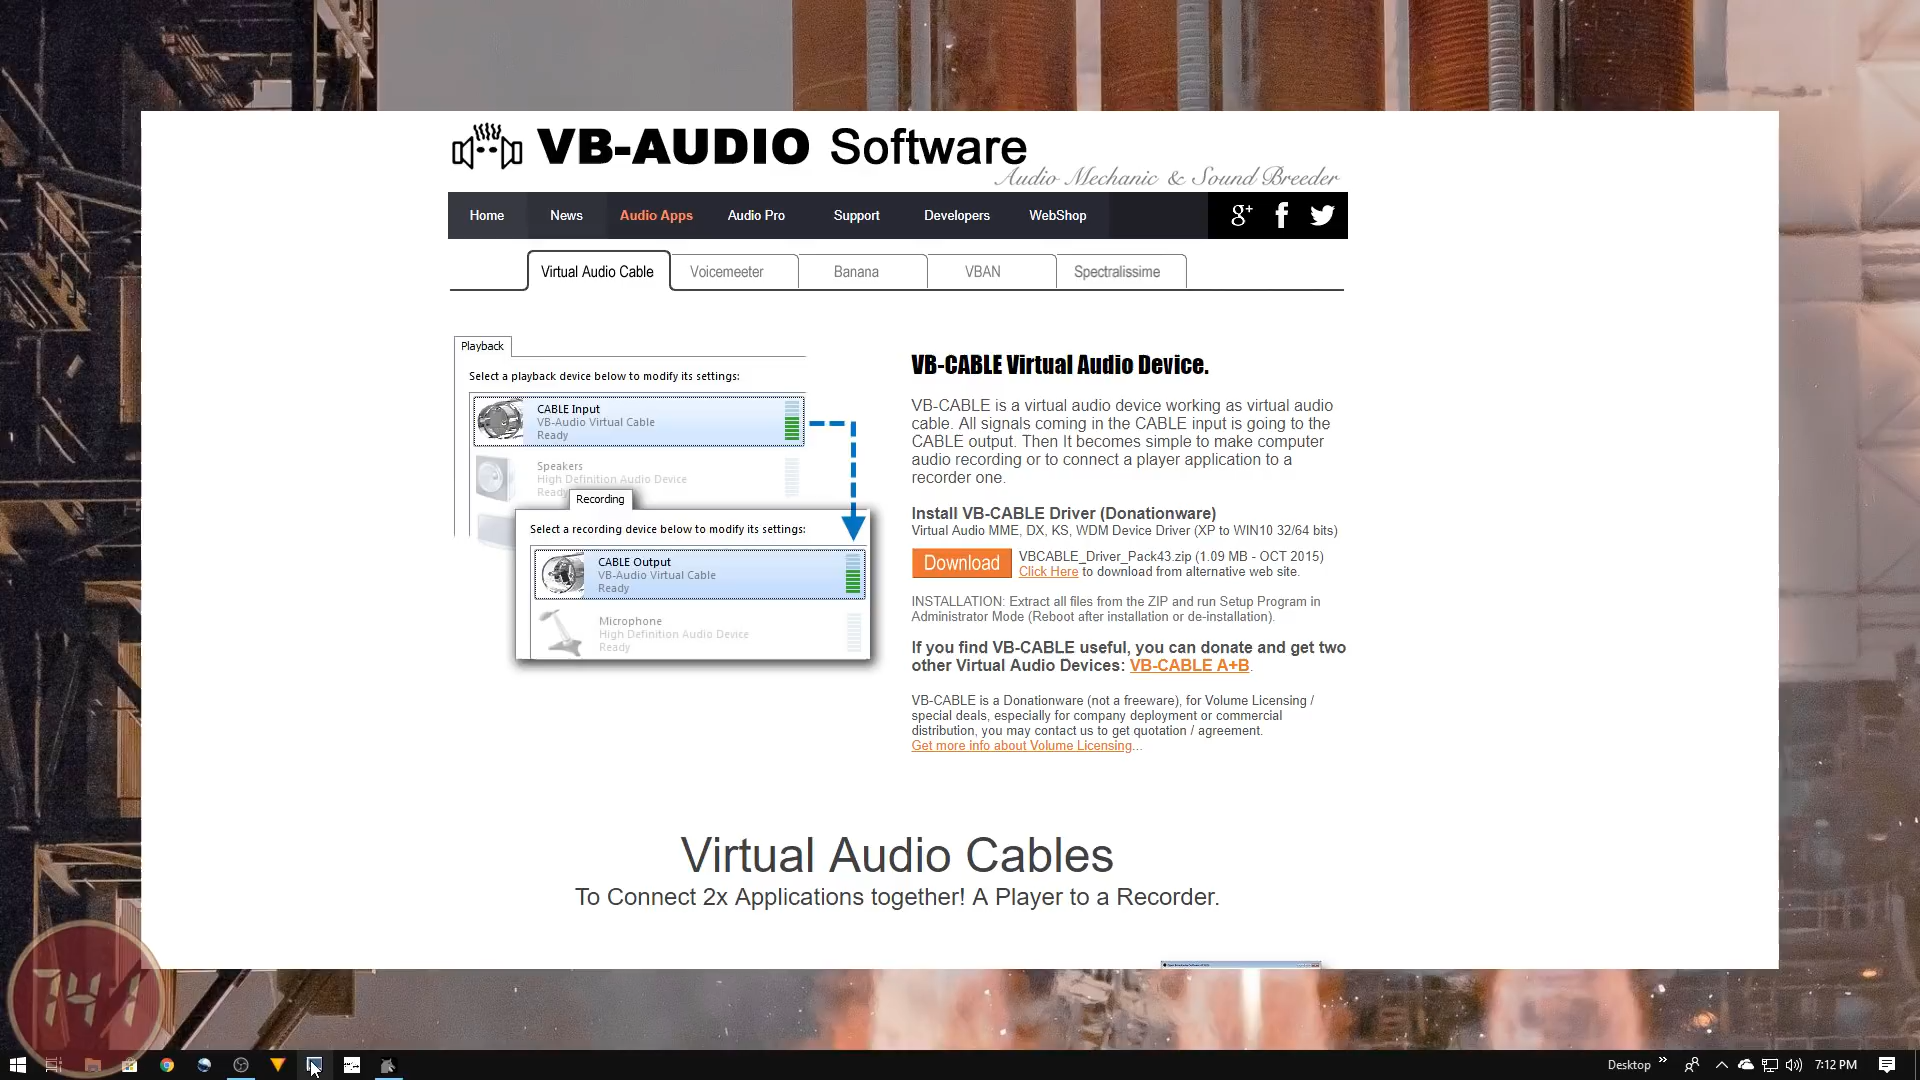 VB-AUDIO Software
Audio Mechanic & Sound Breeder
Home News Audio Apps Audio Pro Support Developers WebShop
g+ f
Virtual Audio Cable Voicemeeter Banana VBAN Spectralissime
Playback
Select a playback device below to modify its settings:
CABLE Input
VB-Audio Virtual Cable
Ready
Speakers
High Definition Audio Device
Ready
Recording
Select a recording device below to modify its settings:
CABLE Output
VB-Audio Virtual Cable
Ready
Microphone
High Definition Audio Device
Ready
VB-CABLE Virtual Audio Device.
VB-CABLE is a virtual audio device working as virtual audio
cable. All signals coming in the CABLE input is going to the
CABLE output. Then It becomes simple to make computer
audio recording or to connect a player application to a
recorder one.
Install VB-CABLE Driver (Donationware)
Virtual Audio MME, DX, KS, WDM Device Driver (XP to WIN10 32/64 bits)
Download
VBCABLE_Driver_Pack43.zip (1.09 MB - OCT 2015)
Click Here to download from alternative web site.
INSTALLATION: Extract all files from the ZIP and run Setup Program in
Administrator Mode (Reboot after installation or de-installation).
If you find VB-CABLE useful, you can donate and get two
other Virtual Audio Devices: VB-CABLE A+B.
VB-CABLE is a Donationware (not a freeware), for Volume Licensing /
special deals, especially for company deployment or commercial
distribution, you may contact us to get quotation / agreement.
Get more info about Volume Licensing...
Virtual Audio Cables
To Connect 2x Applications together! A Player to a Recorder.
741
Desktop » 7:12 PM